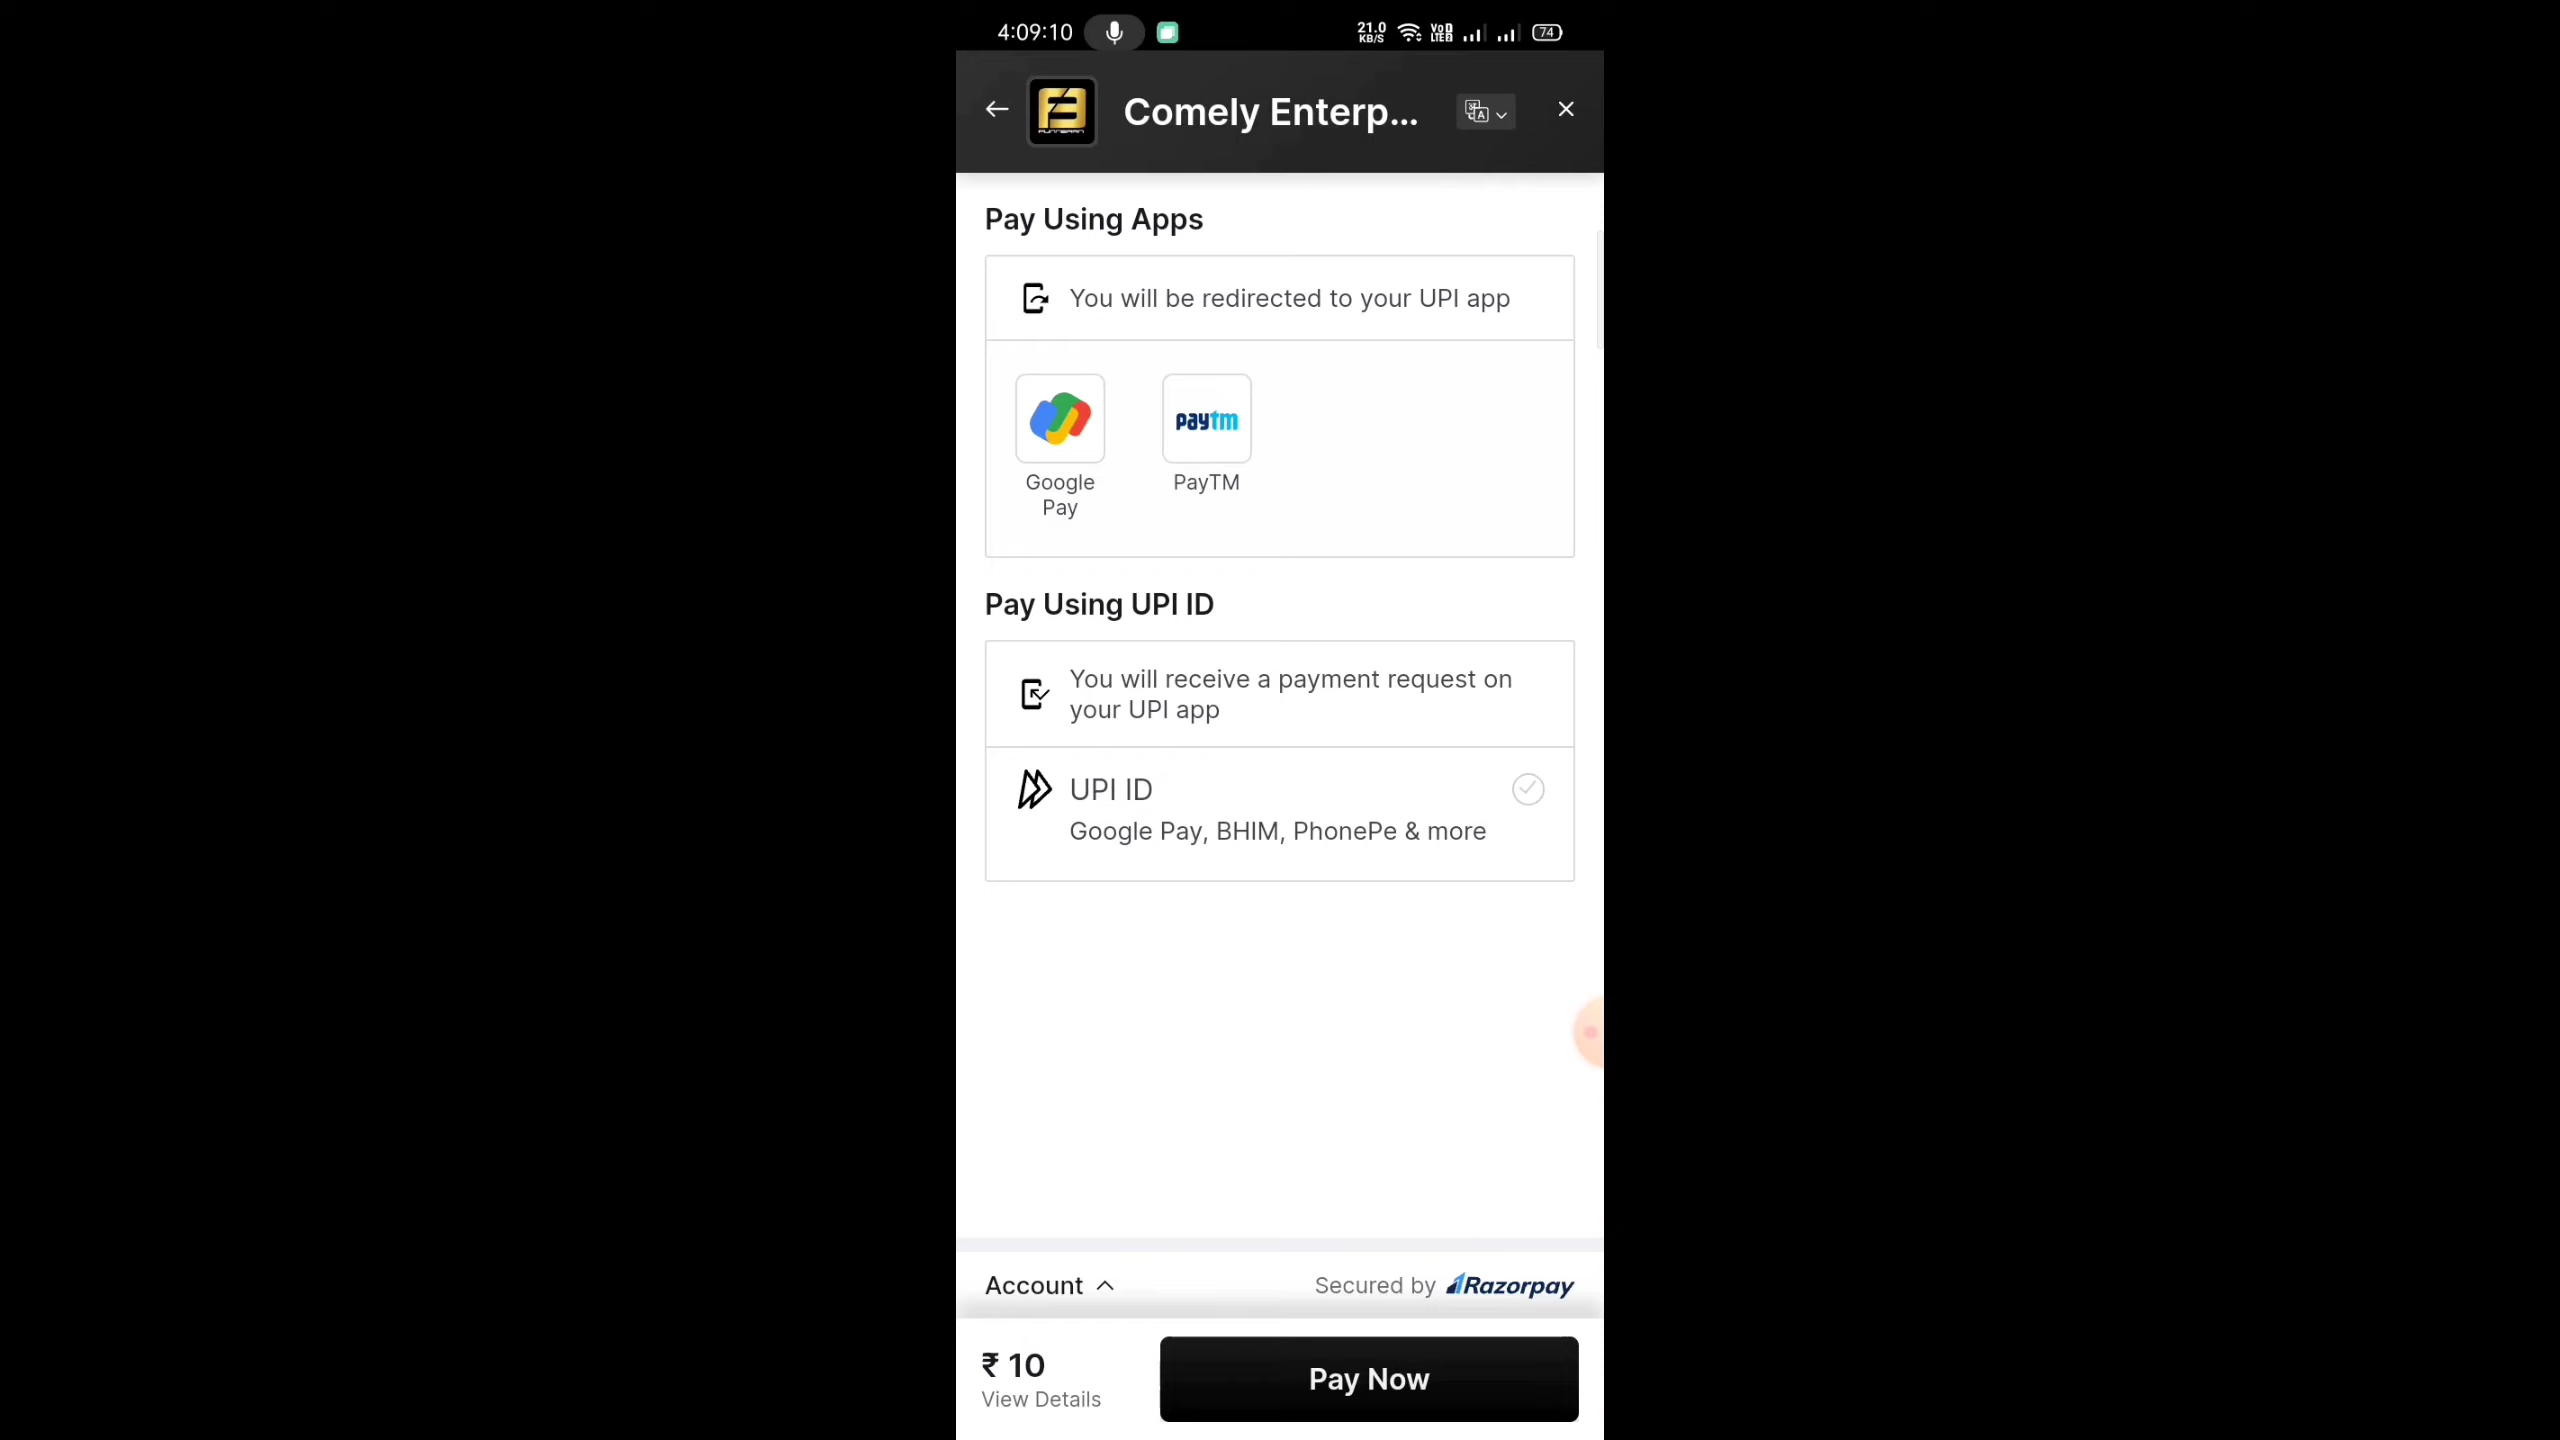 4:09:10
21.0 KB/S
VoD LTE2
74
Comely Enterp...
Pay Using Apps
You will be redirected to your UPI app
paytm
Google
Pay
PayTM
Pay Using UPI ID
You will receive a payment request on
your UPI app
UPI ID
Google Pay, BHIM, PhonePe & more
Account
Secured by Razorpay
₹ 10
View Details
Pay Now